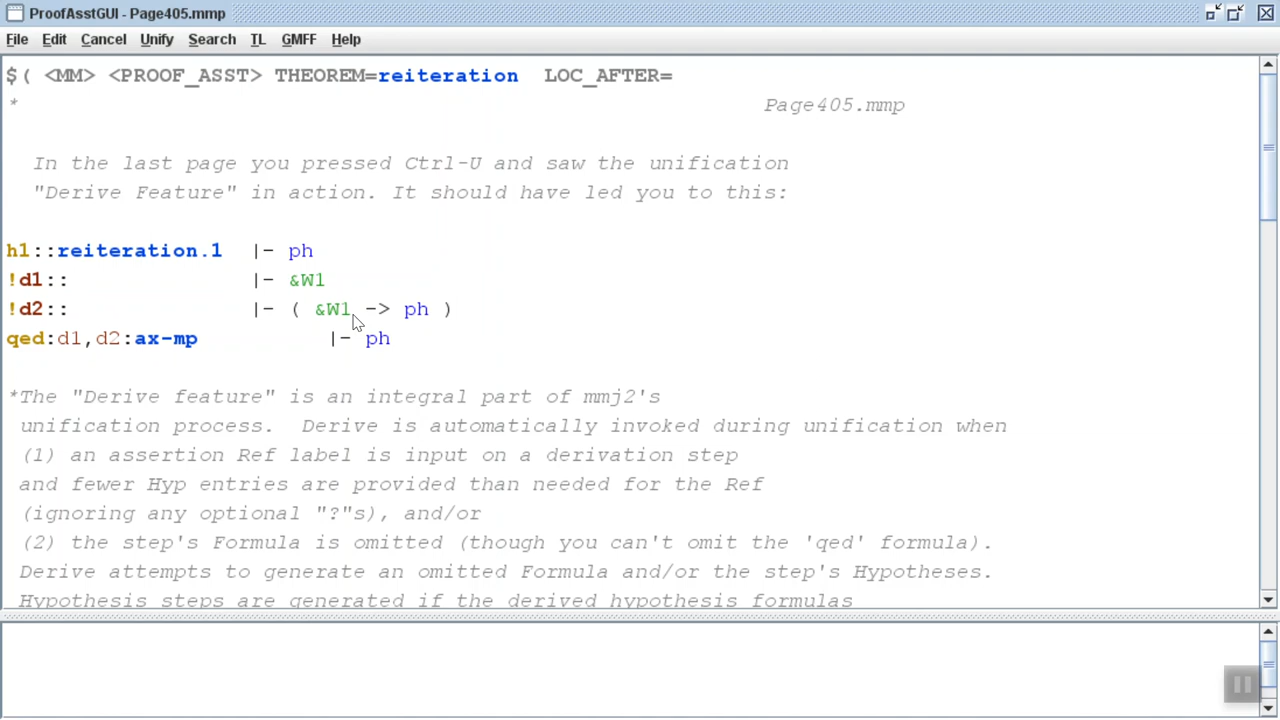 ProofAsstGUI - Page405.mmp
File Edit Cancel Unify Search TL GMFF Help
$( <MM> <PROOF_ASST> THEOREM=reiteration LOC_AFTER=
* Page405.mmp
In the last page you pressed Ctrl-U and saw the unification
"Derive Feature" in action. It should have led you to this:
h1::reiteration.1 |- ph
!d1:: |- &W1
!d2:: |- ( &W1 -> ph )
qed:d1,d2:ax-mp |- ph
*The "Derive feature" is an integral part of mmj2's
unification process. Derive is automatically invoked during unification when
(1) an assertion Ref label is input on a derivation step
and fewer Hyp entries are provided than needed for the Ref
(ignoring any optional "?"s), and/or
(2) the step's Formula is omitted (though you can't omit the 'qed' formula).
Derive attempts to generate an omitted Formula and/or the step's Hypotheses.
Hypothesis steps are generated if the derived hypothesis formulas